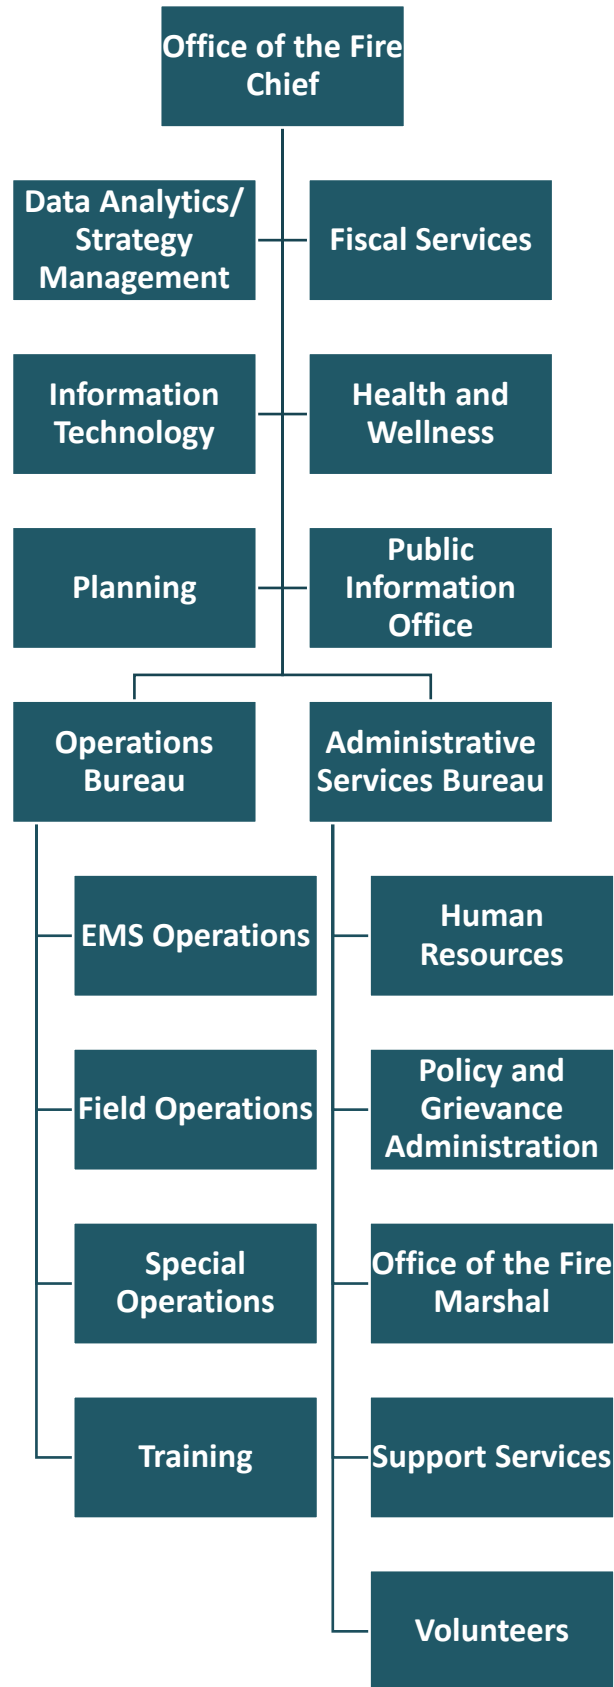 Office of the Fire
Chief
Data Analytics/
Strategy
Management
Fiscal Services
Information
Technology
Health and
Wellness
Planning
Public
Information
Office
Operations
Bureau
Administrative
Services Bureau
EMS Operations
Field Operations
Special
Operations
Training
Human
Resources
Policy and
Grievance
Administration
Office of the Fire
Marshal
Support Services
Volunteers